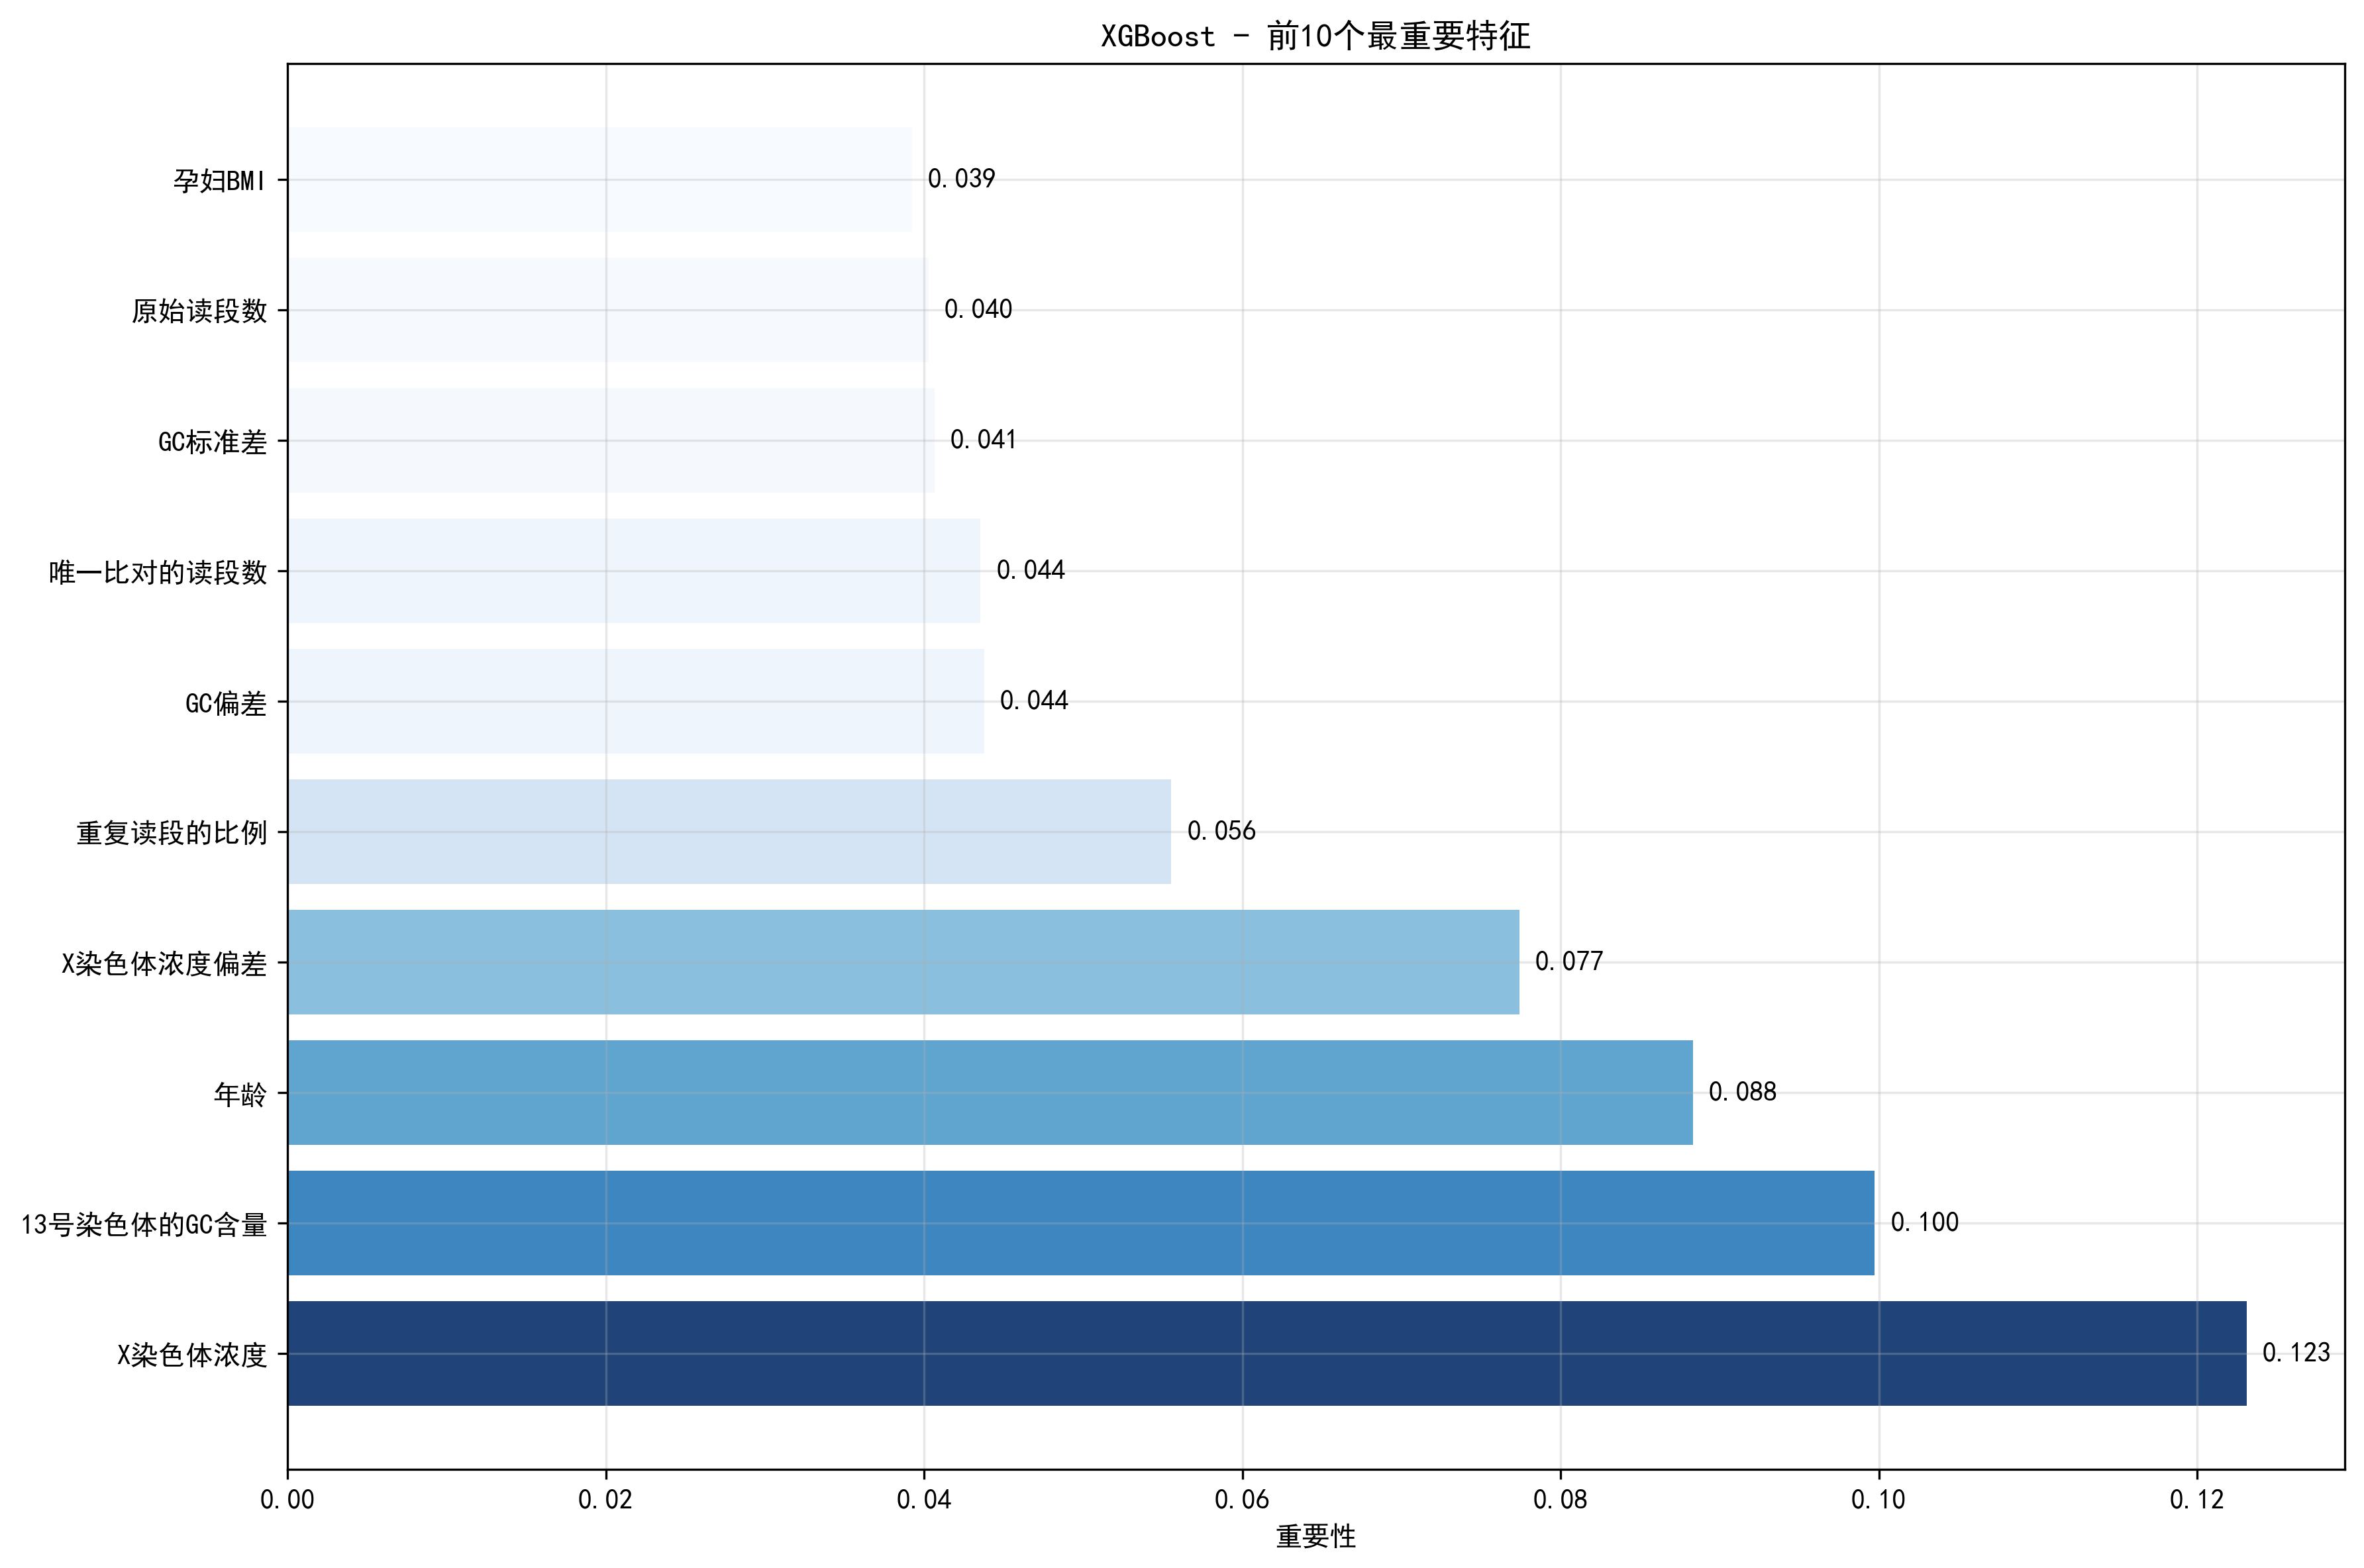 XGBoost - 前10个最重要特征
孕妇BMI
0.039
原始读段数
0.040
GC标准差
0.041
唯一比对的读段数
0.044
GC偏差
0.044
重复读段的比例
0.056
X染色体浓度偏差
0.077
年龄
0.088
13号染色体的GC含量
0.100
X染色体浓度
0.123
0.00 0.02 0.04 0.06 0.08 0.10 0.12
重要性